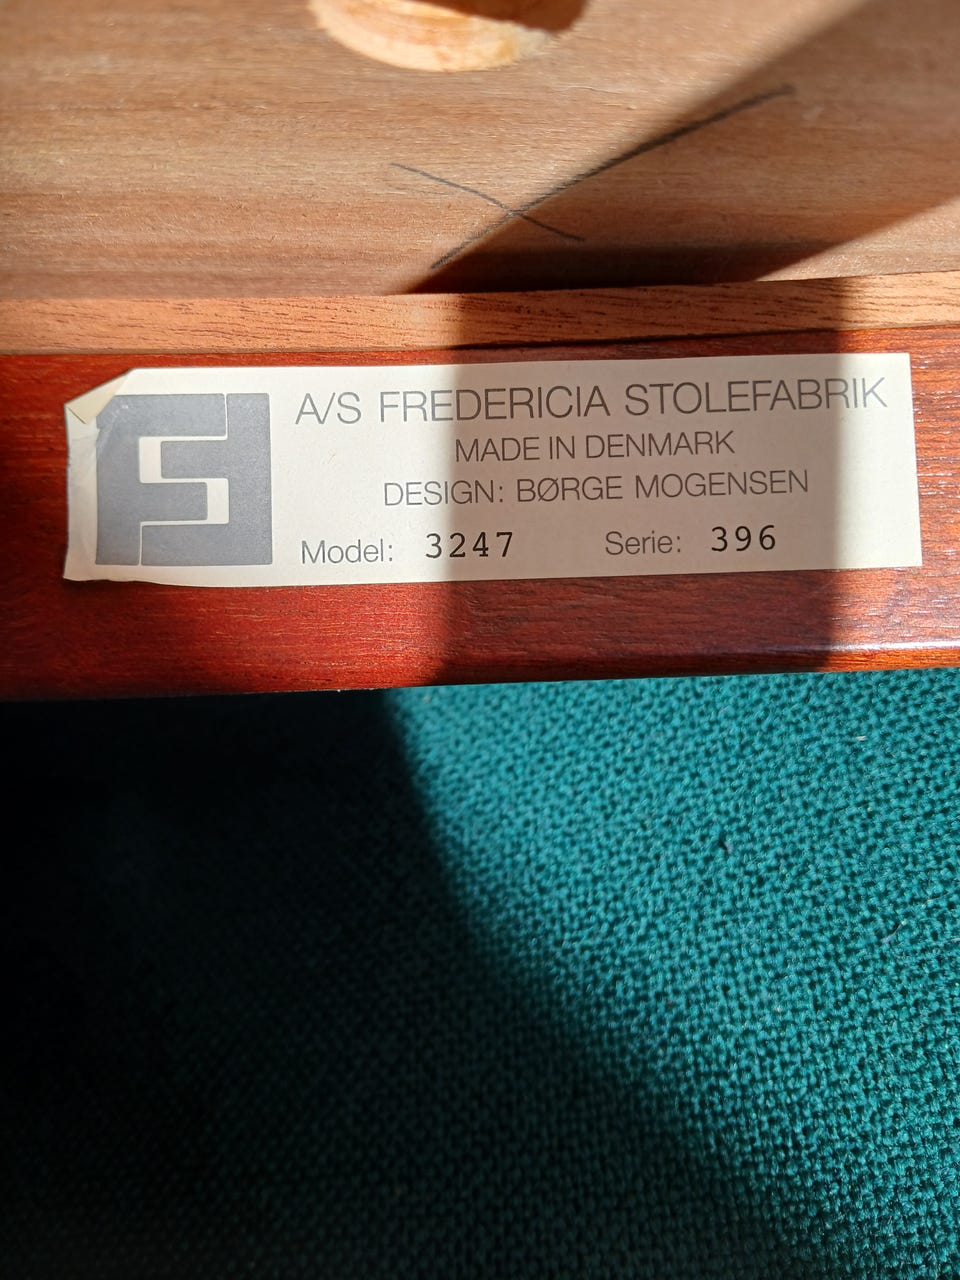 A/S FREDERICIA STOLEFABRIK
MADE IN DENMARK
DESIGN: BØRGE MOGENSEN
Model: 3247 Serie: 396